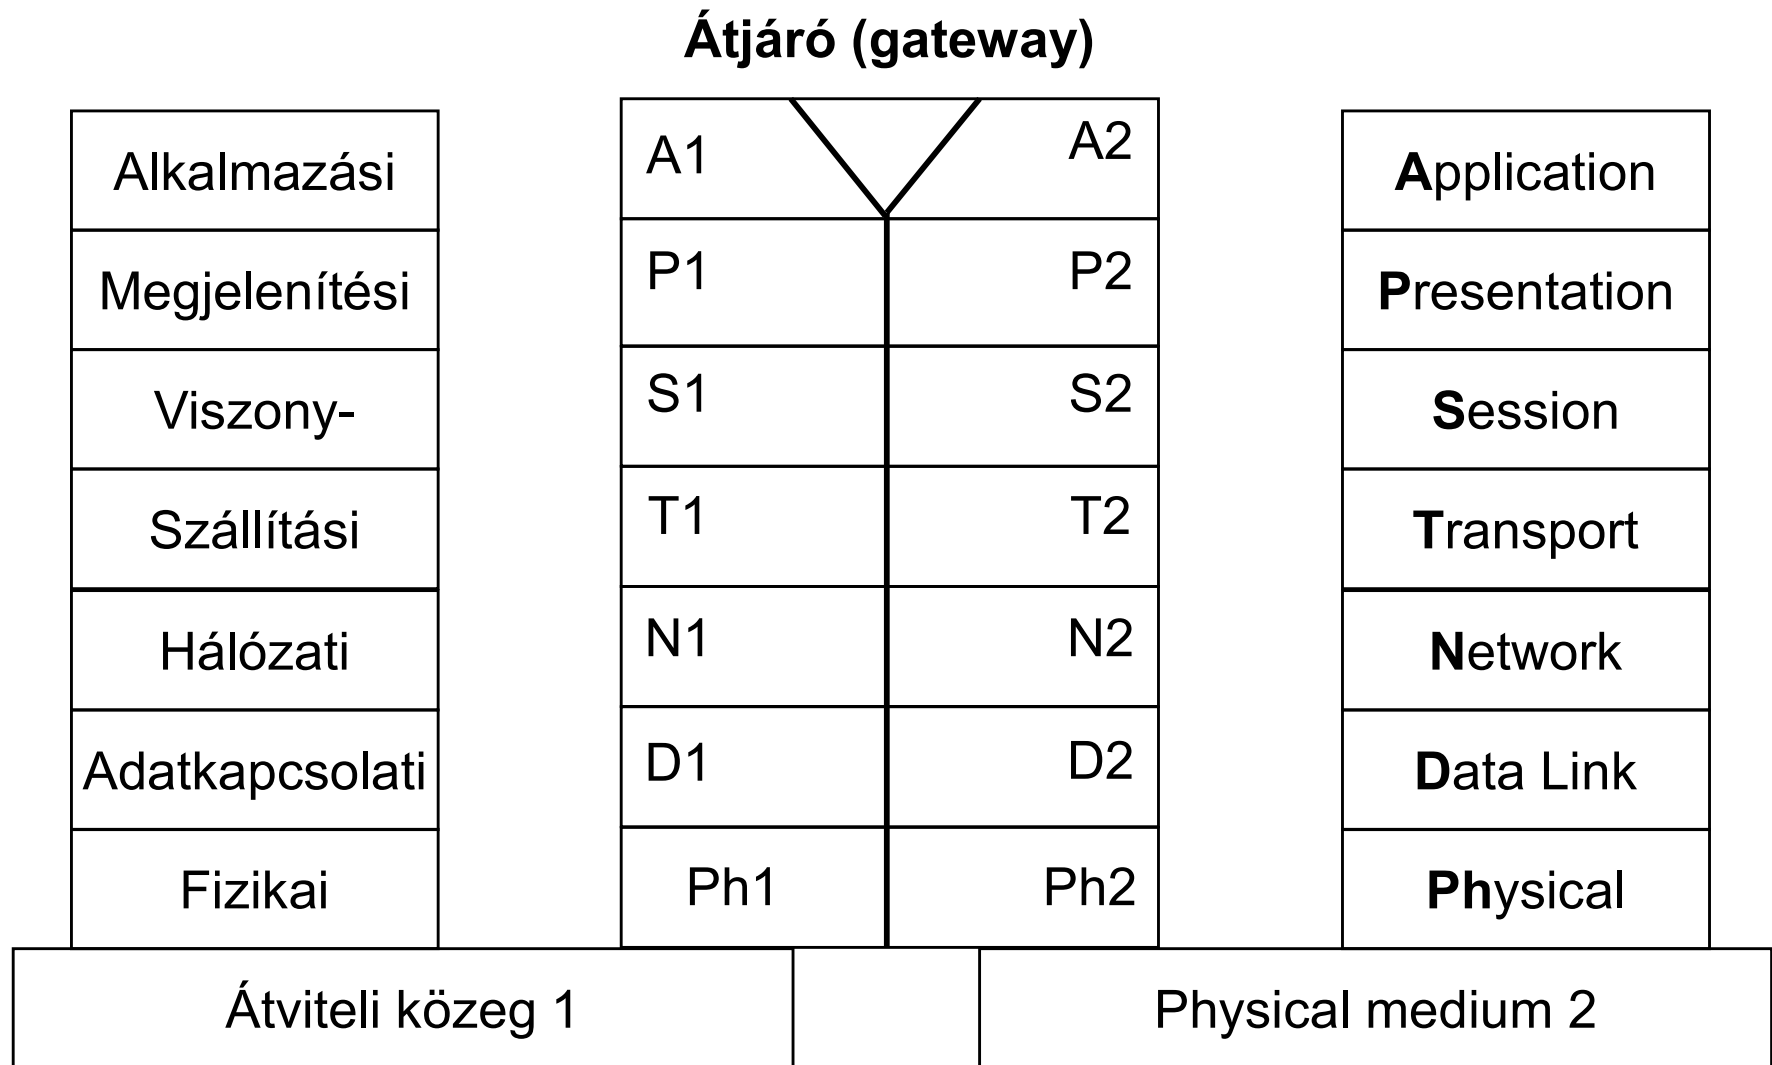 Átjáró (gateway)
Alkalmazási
Megjelenítési
Viszony-
Szállítási
Hálózati
Adatkapcsolati
Fizikai
Átviteli közeg 1
A1
A2
P1
P2
S1
S2
T1
T2
N1
N2
D1
D2
Ph1
Ph2
Application
Presentation
Session
Transport
Network
Data Link
Physical
Physical medium 2